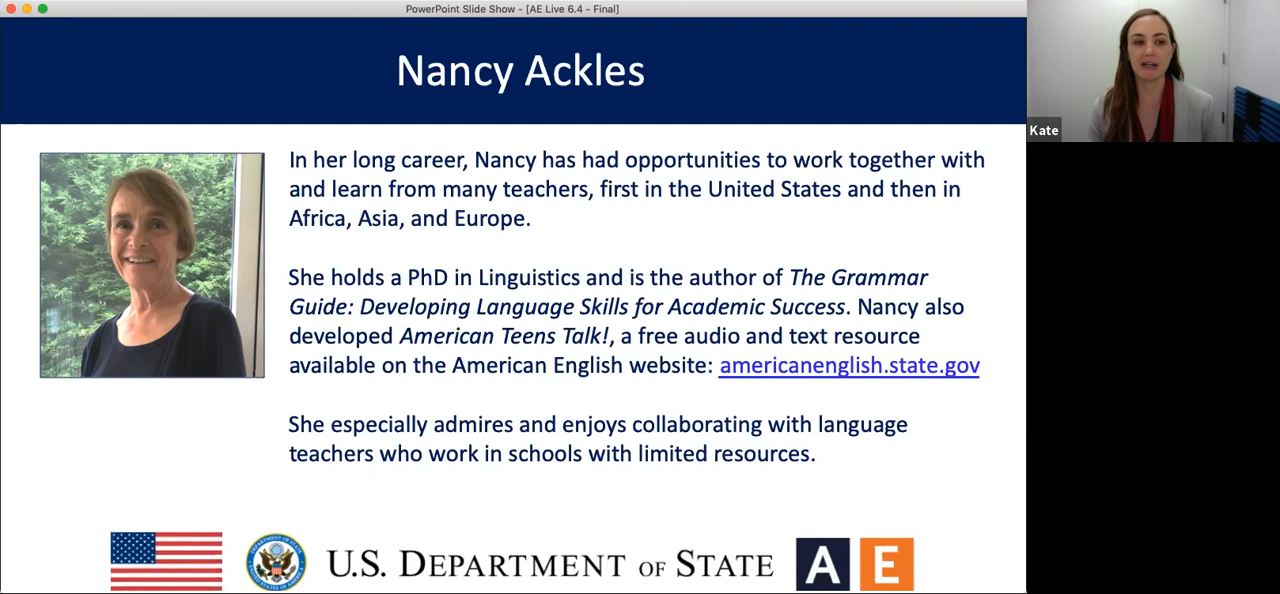 PowerPoint Slide Show - [AE Live 6.4 - Final]
Nancy Ackles
Kate
In her long career, Nancy has had opportunities to work together with
and learn from many teachers, first in the United States and then in
Africa, Asia, and Europe.
She holds a PhD in Linguistics and is the author of The Grammar
Guide: Developing Language Skills for Academic Success. Nancy also
developed American Teens Talk!, a free audio and text resource
available on the American English website: americanenglish.state.gov
She especially admires and enjoys collaborating with language
teachers who work in schools with limited resources.
U.S. DEPARTMENT OF STATE
A E